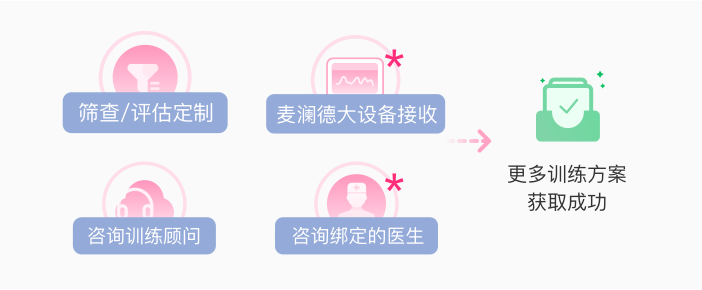 筛查/评估定制
*
麦澜德大设备接收
咨询训练顾问
*
咨询绑定的医生
更多训练方案
获取成功